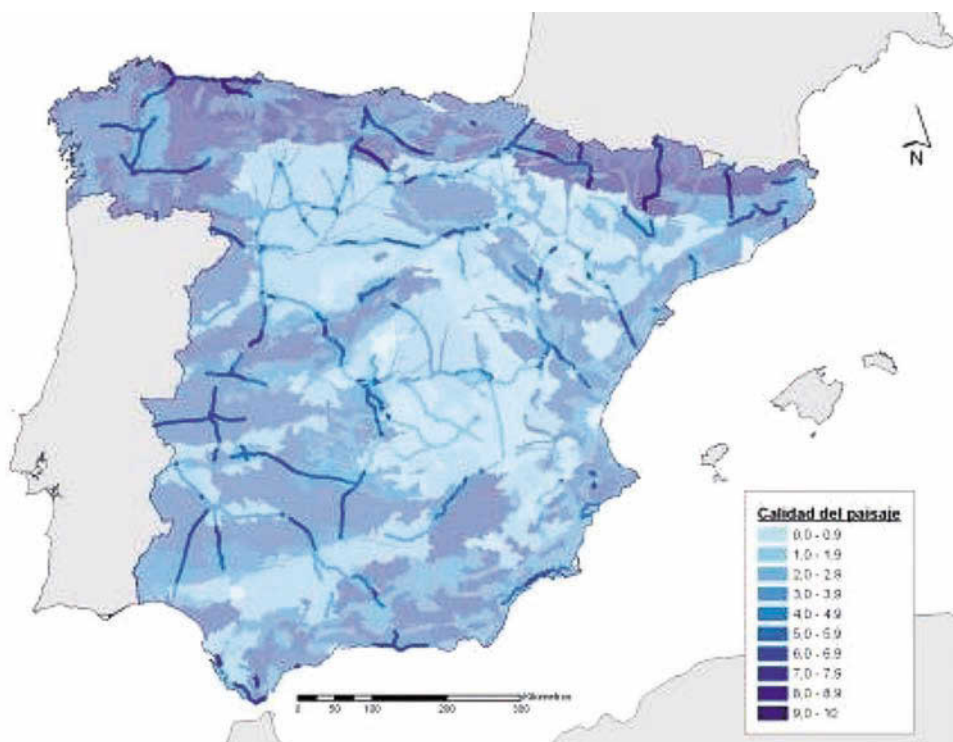 N
Calidad del paisaje
0,0 - 0,9
1,0 - 1,9
2,0 - 2,9
3,0 - 3,9
4,0 - 4,9
5,0 - 5,9
6,0 - 6,9
7,0 - 7,9
8,0 - 8,9
9,0 - 10
Kilometros
0 50 100 200 300